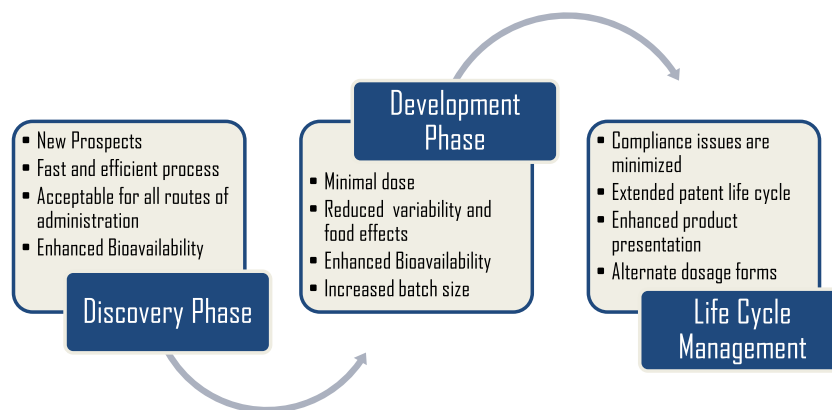 ▪ New Prospects
▪ Fast and efficient process
▪ Acceptable for all routes of
administration
▪ Enhanced Bioavailability
Discovery Phase
Development
Phase
▪ Minimal dose
▪ Reduced variability and
food effects
▪ Enhanced Bioavailability
▪ Increased batch size
▪ Compliance issues are
minimized
▪ Extended patent life cycle
▪ Enhanced product
presentation
▪ Alternate dosage forms
Life Cycle
Management